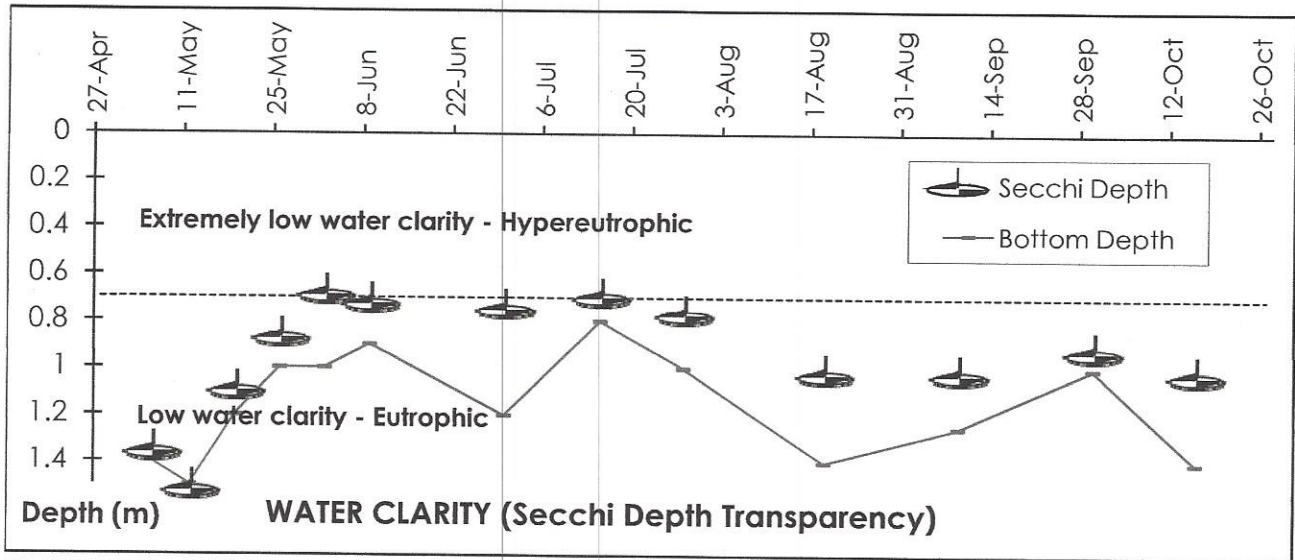 27-Apr
11-May
25-May
8-Jun
22-Jun
6-Jul
20-Jul
3-Aug
17-Aug
31-Aug
14-Sep
28-Sep
12-Oct
26-Oct
0
0.2
0.4
0.6
0.8
1
1.2
1.4
Secchi Depth
Bottom Depth
Extremely low water clarity - Hypereutrophic
Low water clarity - Eutrophic
Depth (m)
WATER CLARITY (Secchi Depth Transparency)